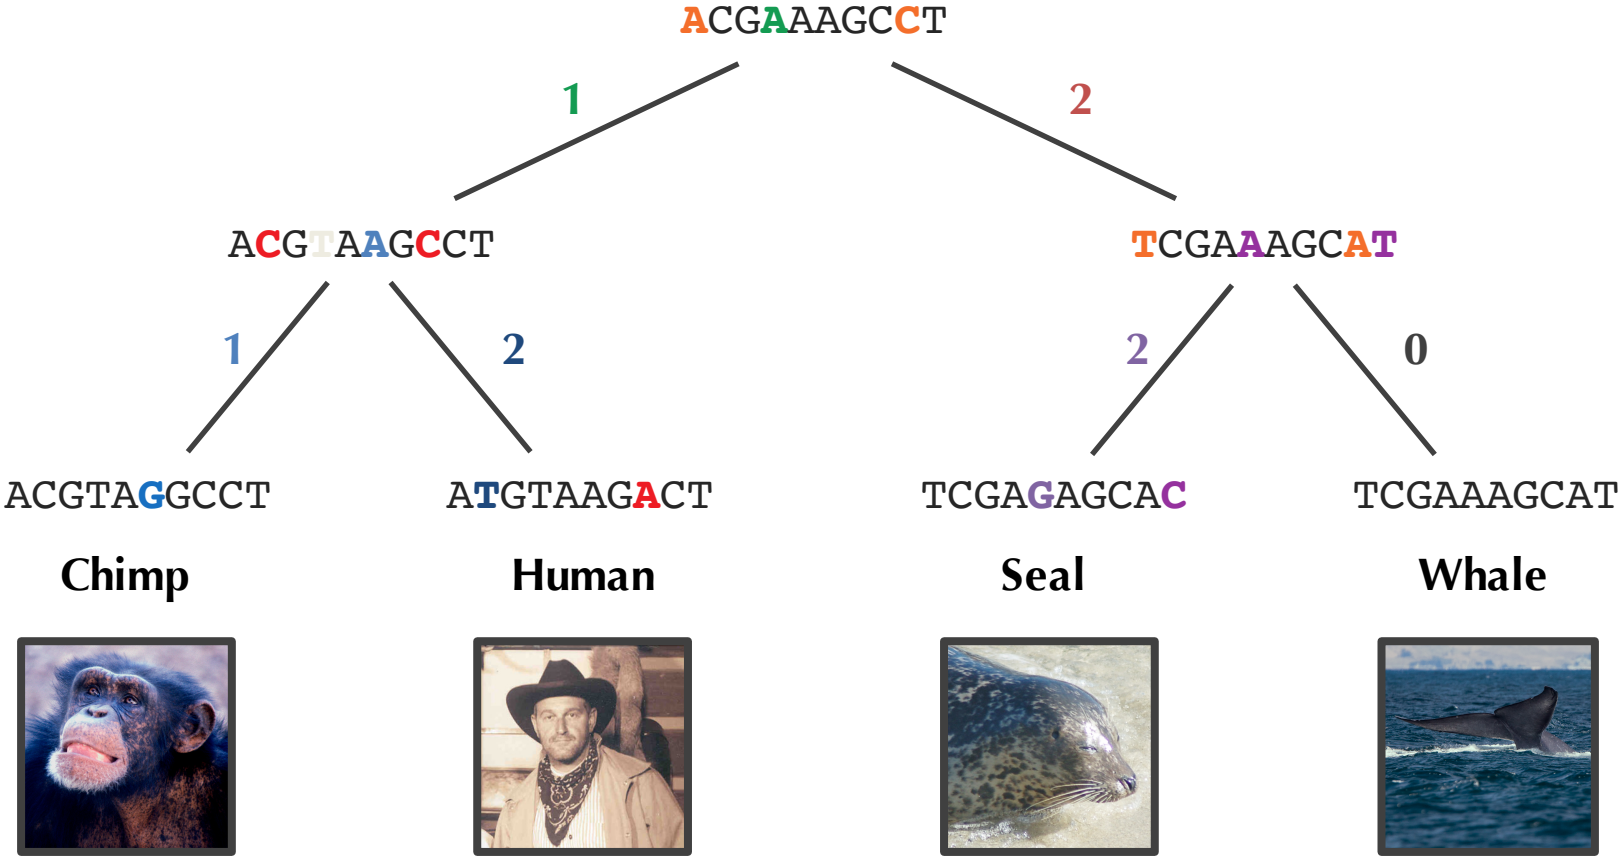 ACGAAAGCCT
1 2
ACGTAAGCCT TCGAAAGCAT
1 2 2 0
ACGTAGGCCT ATGTAAGACT TCGAGAGCAC TCGAAAGCAT
Chimp Human Seal Whale